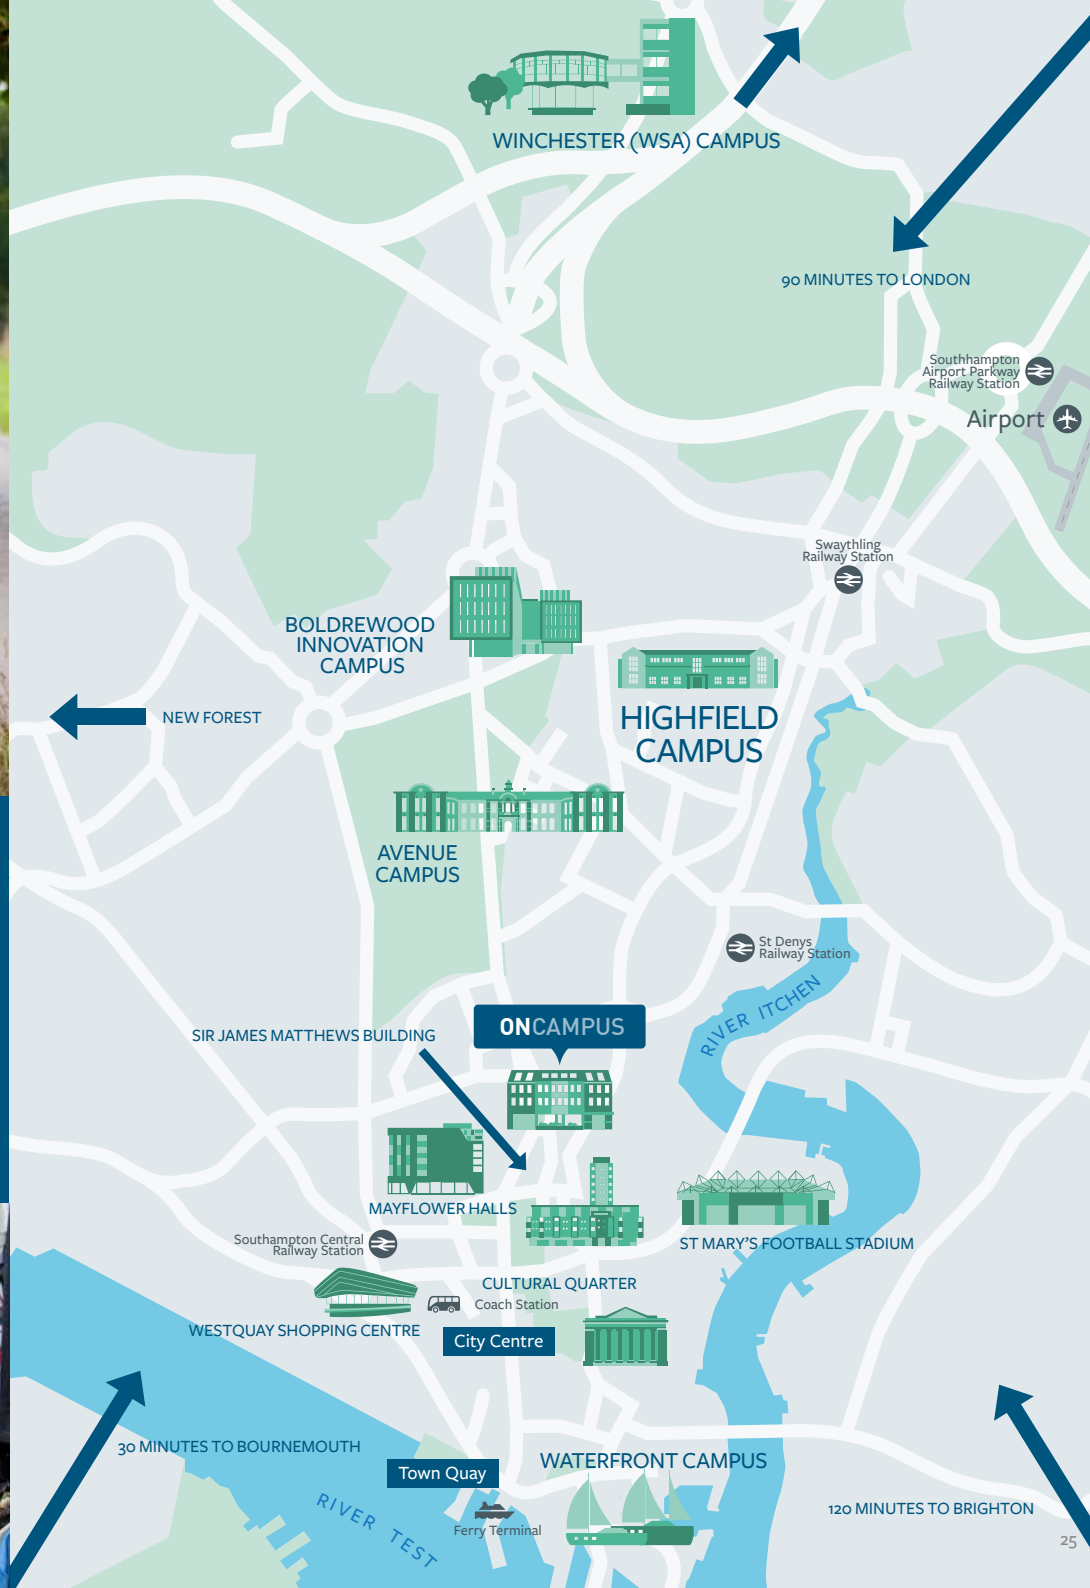 WINCHESTER (WSA) CAMPUS
90 MINUTES TO LONDON
Southhampton
Airport Parkway
Railway Station
Airport
Swaythling
Railway Station
BOLDREWOOD
INNOVATION
CAMPUS
HIGHFIELD
CAMPUS
NEW FOREST
AVENUE
CAMPUS
St Denys
Railway Station
RIVER ITCHEN
ONCAMPUS
SIR JAMES MATTHEWS BUILDING
MAYFLOWER HALLS
Southampton Central
Railway Station
ST MARY'S FOOTBALL STADIUM
CULTURAL QUARTER
Coach Station
WESTQUAY SHOPPING CENTRE
City Centre
30 MINUTES TO BOURNEMOUTH
WATERFRONT CAMPUS
Town Quay
RIVER TEST
Ferry Terminal
120 MINUTES TO BRIGHTON
25